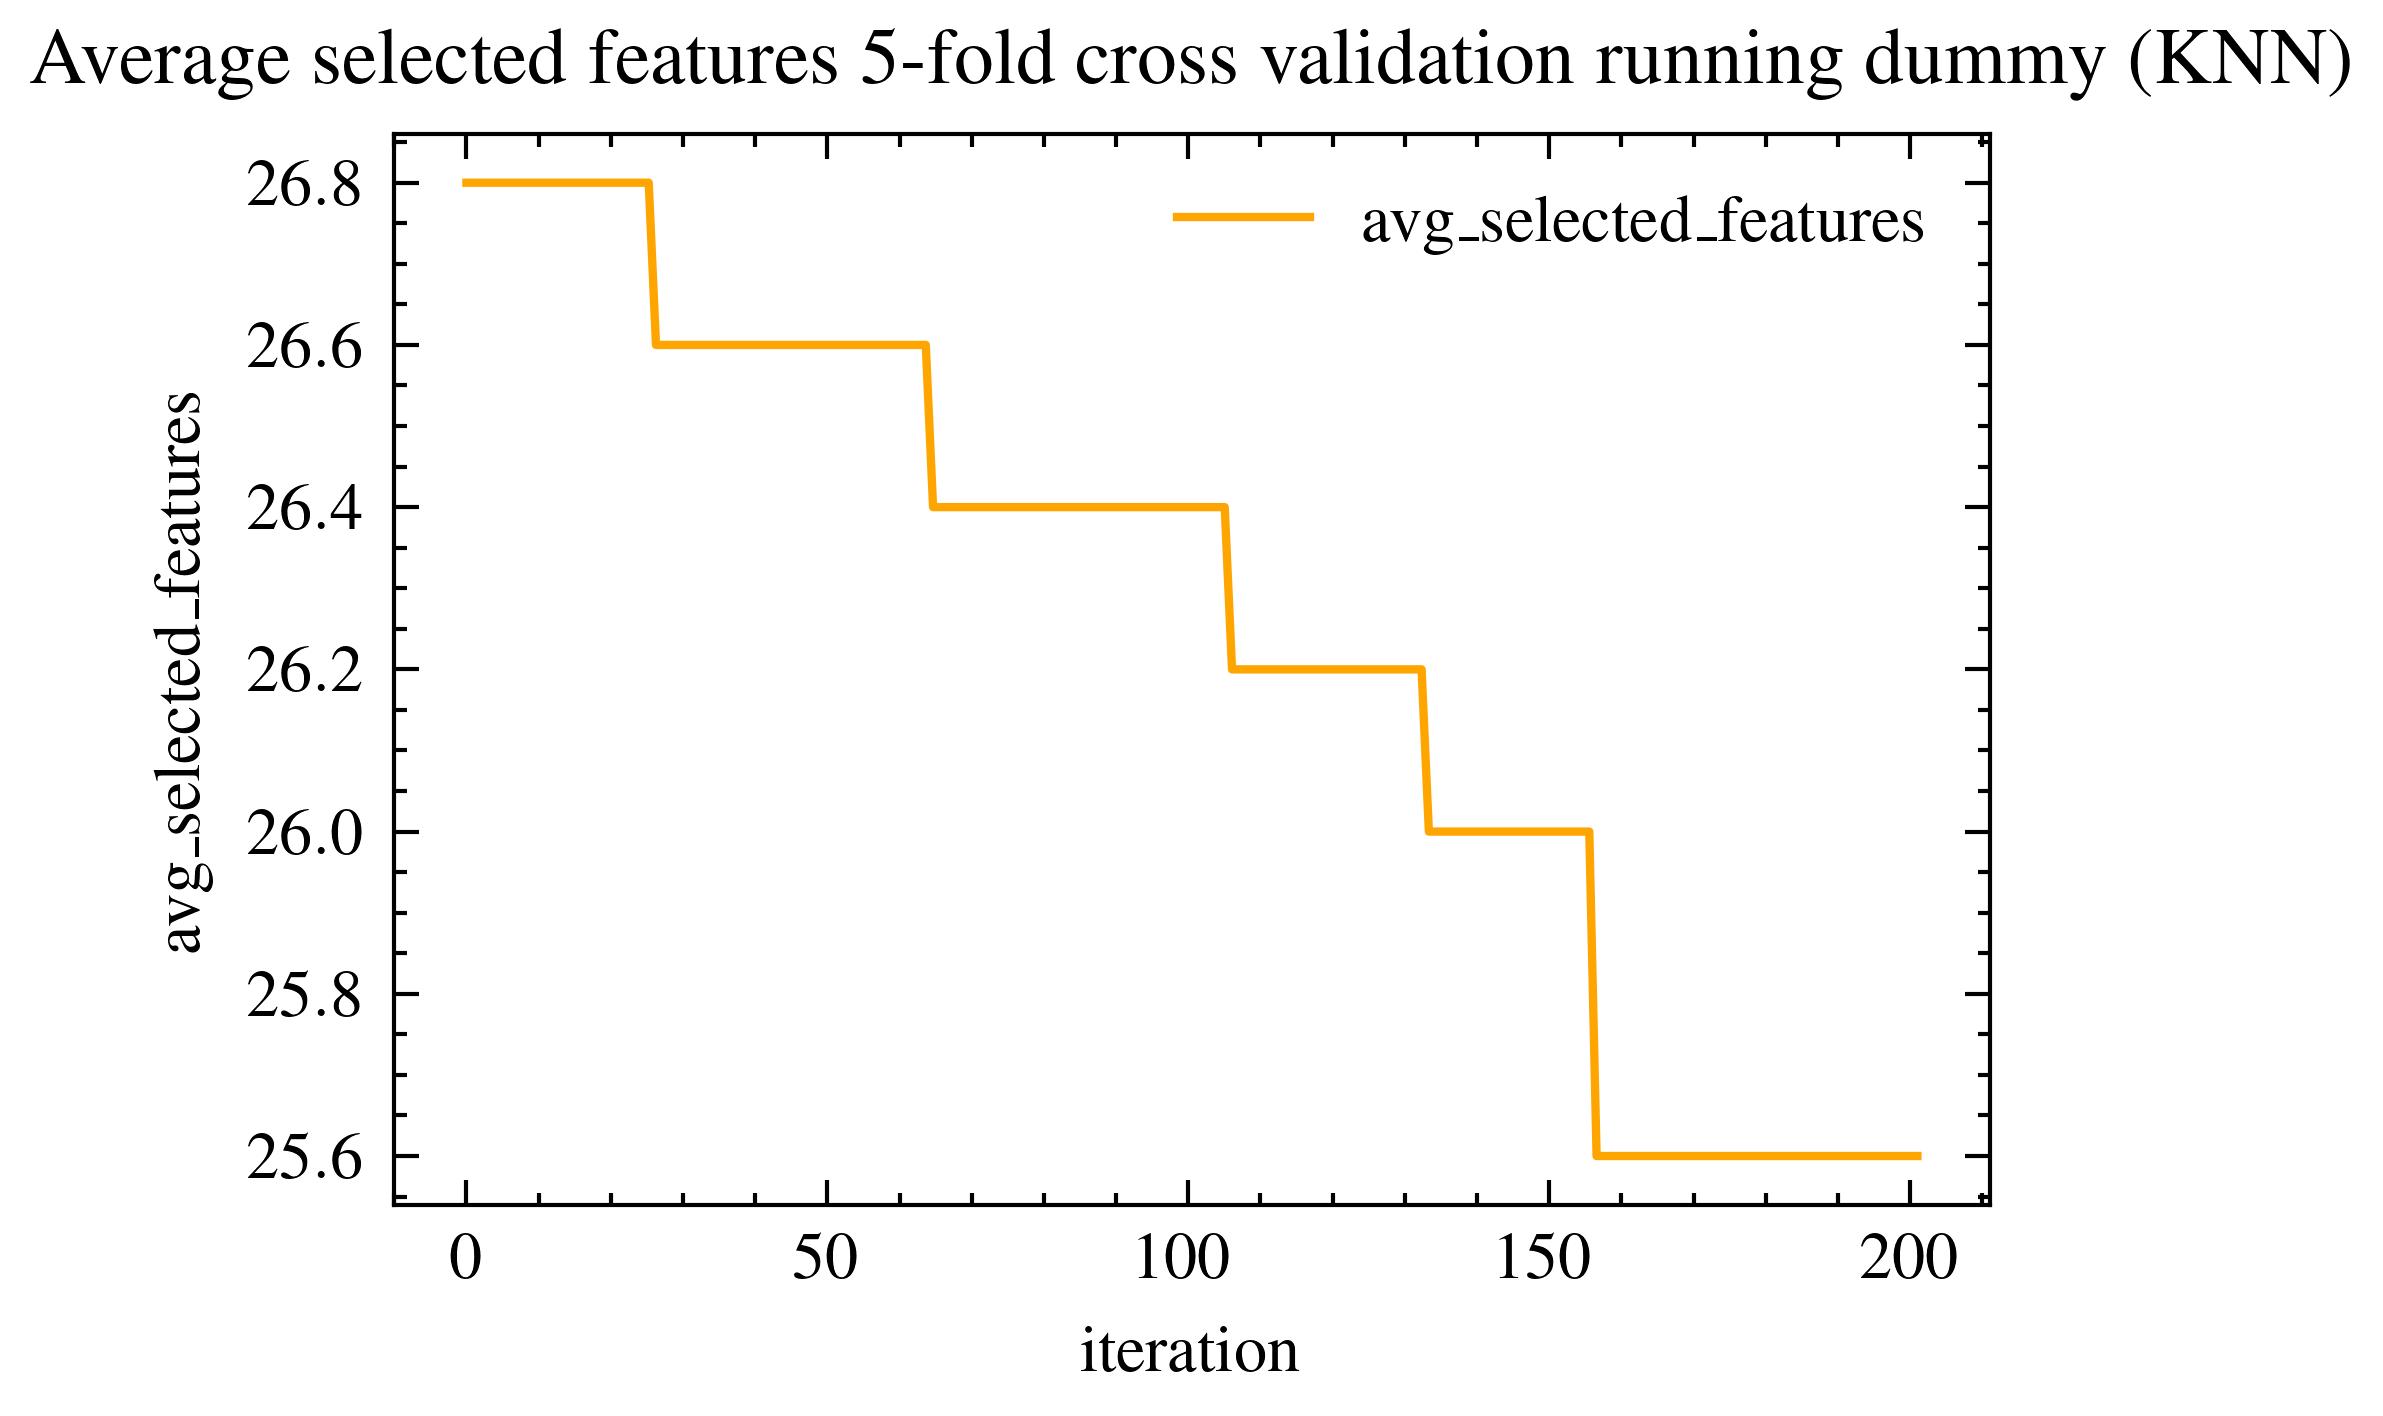 Average selected features 5-fold cross validation running dummy (KNN)
avg_selected_features
26.8
26.6
26.4
26.2
26.0
25.8
25.6
avg_selected_features
0 50 100 150 200
iteration